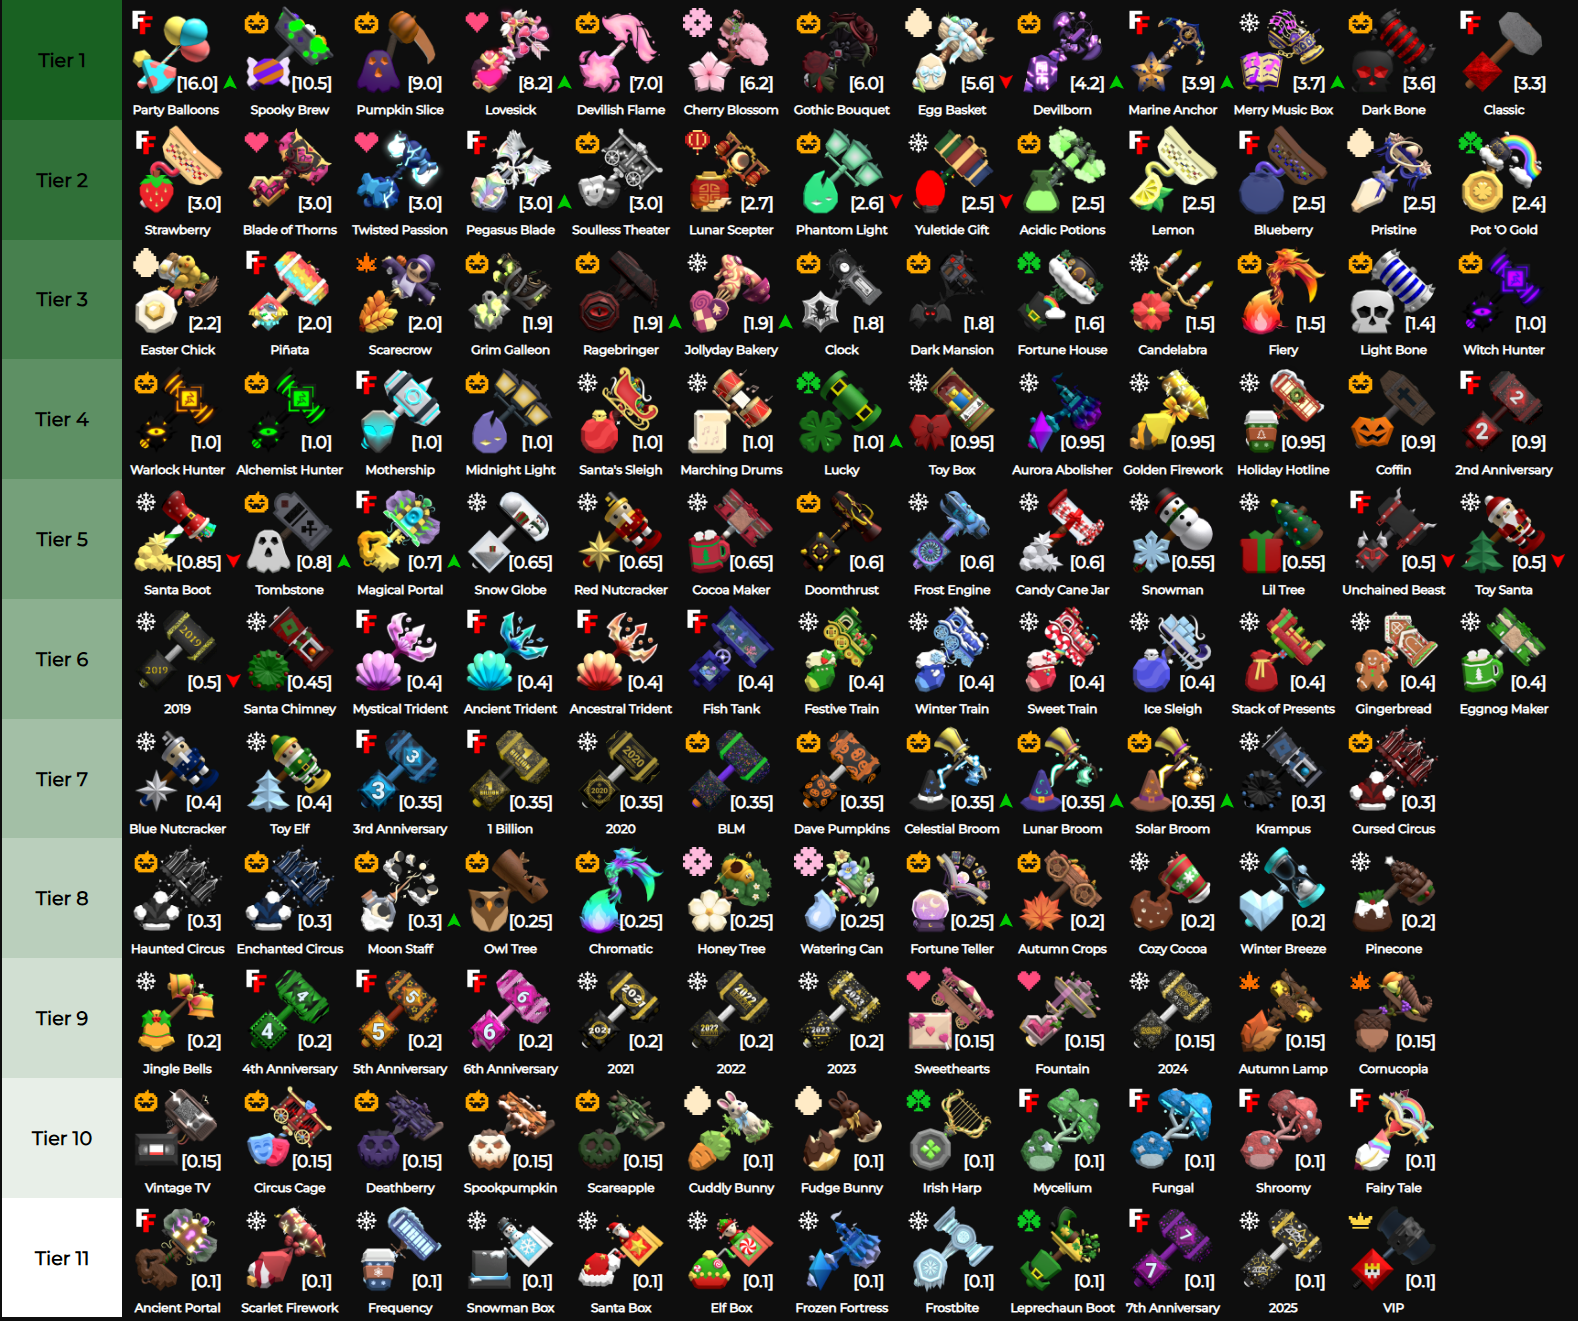 Tier 1
[16.0] [10.5] [9.0] [8.2] [7.0] [6.2] [6.0] [5.6] [4.2] [3.9] [3.7] [3.6] [3.3]
Party Balloons Spooky Brew Pumpkin Slice Lovesick Devilish Flame Cherry Blossom Gothic Bouquet Egg Basket Devilborn Marine Anchor Merry Music Box Dark Bone Classic
Tier 2
[3.0] [3.0] [3.0] [3.0] [3.0] [2.7] [2.6] [2.5] [2.5] [2.5] [2.5] [2.5] [2.4]
Strawberry Blade of Thorns Twisted Passion Pegasus Blade Soulless Theater Lunar Scepter Phantom Light Yuletide Gift Acidic Potions Lemon Blueberry Pristine Pot 'O Gold
Tier 3
[2.2] [2.0] [2.0] [1.9] [1.9] [1.9] [1.8] [1.8] [1.6] [1.5] [1.5] [1.4] [1.0]
Easter Chick Piñata Scarecrow Grim Galleon Ragebringer Jollyday Bakery Clock Dark Mansion Fortune House Candelabra Fiery Light Bone Witch Hunter
Tier 4
[1.0] [1.0] [1.0] [1.0] [1.0] [1.0] [1.0] [0.95] [0.95] [0.95] [0.95] [0.9] [0.9]
Warlock Hunter Alchemist Hunter Mothership Midnight Light Santa's Sleigh Marching Drums Lucky Toy Box Aurora Abolisher Golden Firework Holiday Hotline Coffin 2nd Anniversary
Tier 5
[0.85] [0.8] [0.7] [0.65] [0.65] [0.65] [0.6] [0.6] [0.6] [0.55] [0.55] [0.5] [0.5]
Santa Boot Tombstone Magical Portal Snow Globe Red Nutcracker Cocoa Maker Doomthrust Frost Engine Candy Cane Jar Snowman Lil Tree Unchained Beast Toy Santa
Tier 6
[0.5] [0.45] [0.4] [0.4] [0.4] [0.4] [0.4] [0.4] [0.4] [0.4] [0.4] [0.4] [0.4]
2019 Santa Chimney Mystical Trident Ancient Trident Ancestral Trident Fish Tank Festive Train Winter Train Sweet Train Ice Sleigh Stack of Presents Gingerbread Eggnog Maker
Tier 7
[0.4] [0.4] [0.35] [0.35] [0.35] [0.35] [0.35] [0.35] [0.35] [0.35] [0.3] [0.3]
Blue Nutcracker Toy Elf 3rd Anniversary 1 Billion 2020 BLM Dave Pumpkins Celestial Broom Lunar Broom Solar Broom Krampus Cursed Circus
Tier 8
[0.3] [0.3] [0.3] [0.25] [0.25] [0.25] [0.25] [0.25] [0.2] [0.2] [0.2] [0.2]
Haunted Circus Enchanted Circus Moon Staff Owl Tree Chromatic Honey Tree Watering Can Fortune Teller Autumn Crops Cozy Cocoa Winter Breeze Pinecone
Tier 9
[0.2] [0.2] [0.2] [0.2] [0.2] [0.2] [0.2] [0.15] [0.15] [0.15] [0.15] [0.15]
Jingle Bells 4th Anniversary 5th Anniversary 6th Anniversary 2021 2022 2023 Sweethearts Fountain 2024 Autumn Lamp Cornucopia
Tier 10
[0.15] [0.15] [0.15] [0.15] [0.15] [0.1] [0.1] [0.1] [0.1] [0.1] [0.1] [0.1]
Vintage TV Circus Cage Deathberry Spookpumpkin Scareapple Cuddly Bunny Fudge Bunny Irish Harp Mycelium Fungal Shroomy Fairy Tale
Tier 11
[0.1] [0.1] [0.1] [0.1] [0.1] [0.1] [0.1] [0.1] [0.1] [0.1] [0.1] [0.1]
Ancient Portal Scarlet Firework Frequency Snowman Box Santa Box Elf Box Frozen Fortress Frostbite Leprechaun Boot 7th Anniversary 2025 VIP